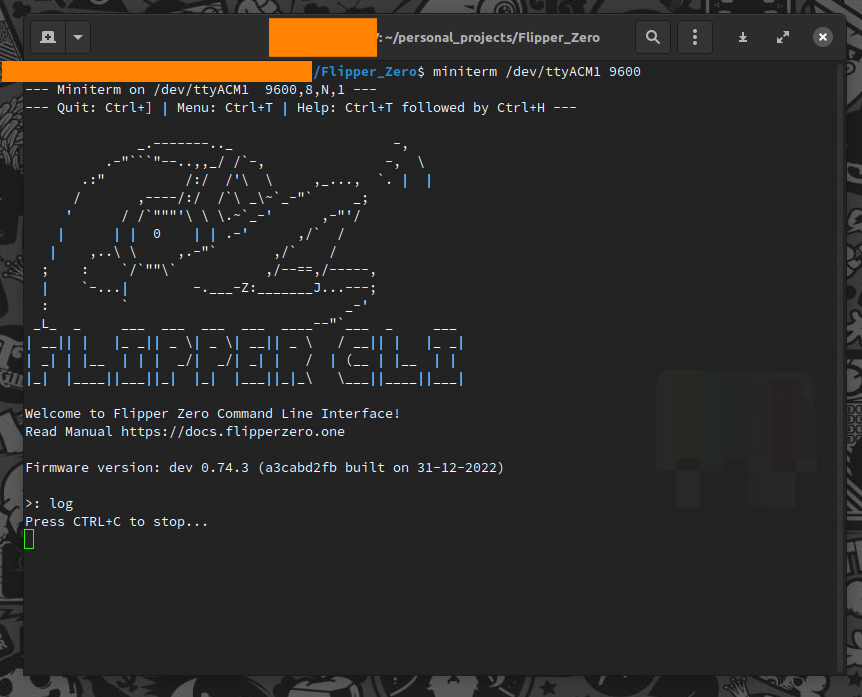 :~/personal_projects/Flipper_Zero
/Flipper_Zero$ miniterm /dev/ttyACM1 9600
--- Miniterm on /dev/ttyACM1  9600,8,N,1 ---
--- Quit: Ctrl+] | Menu: Ctrl+T | Help: Ctrl+T followed by Ctrl+H ---
FLIPPER CLI
Welcome to Flipper Zero Command Line Interface!
Read Manual https://docs.flipperzero.one
Firmware version: dev 0.74.3 (a3cabd2fb built on 31-12-2022)
>: log
Press CTRL+C to stop...